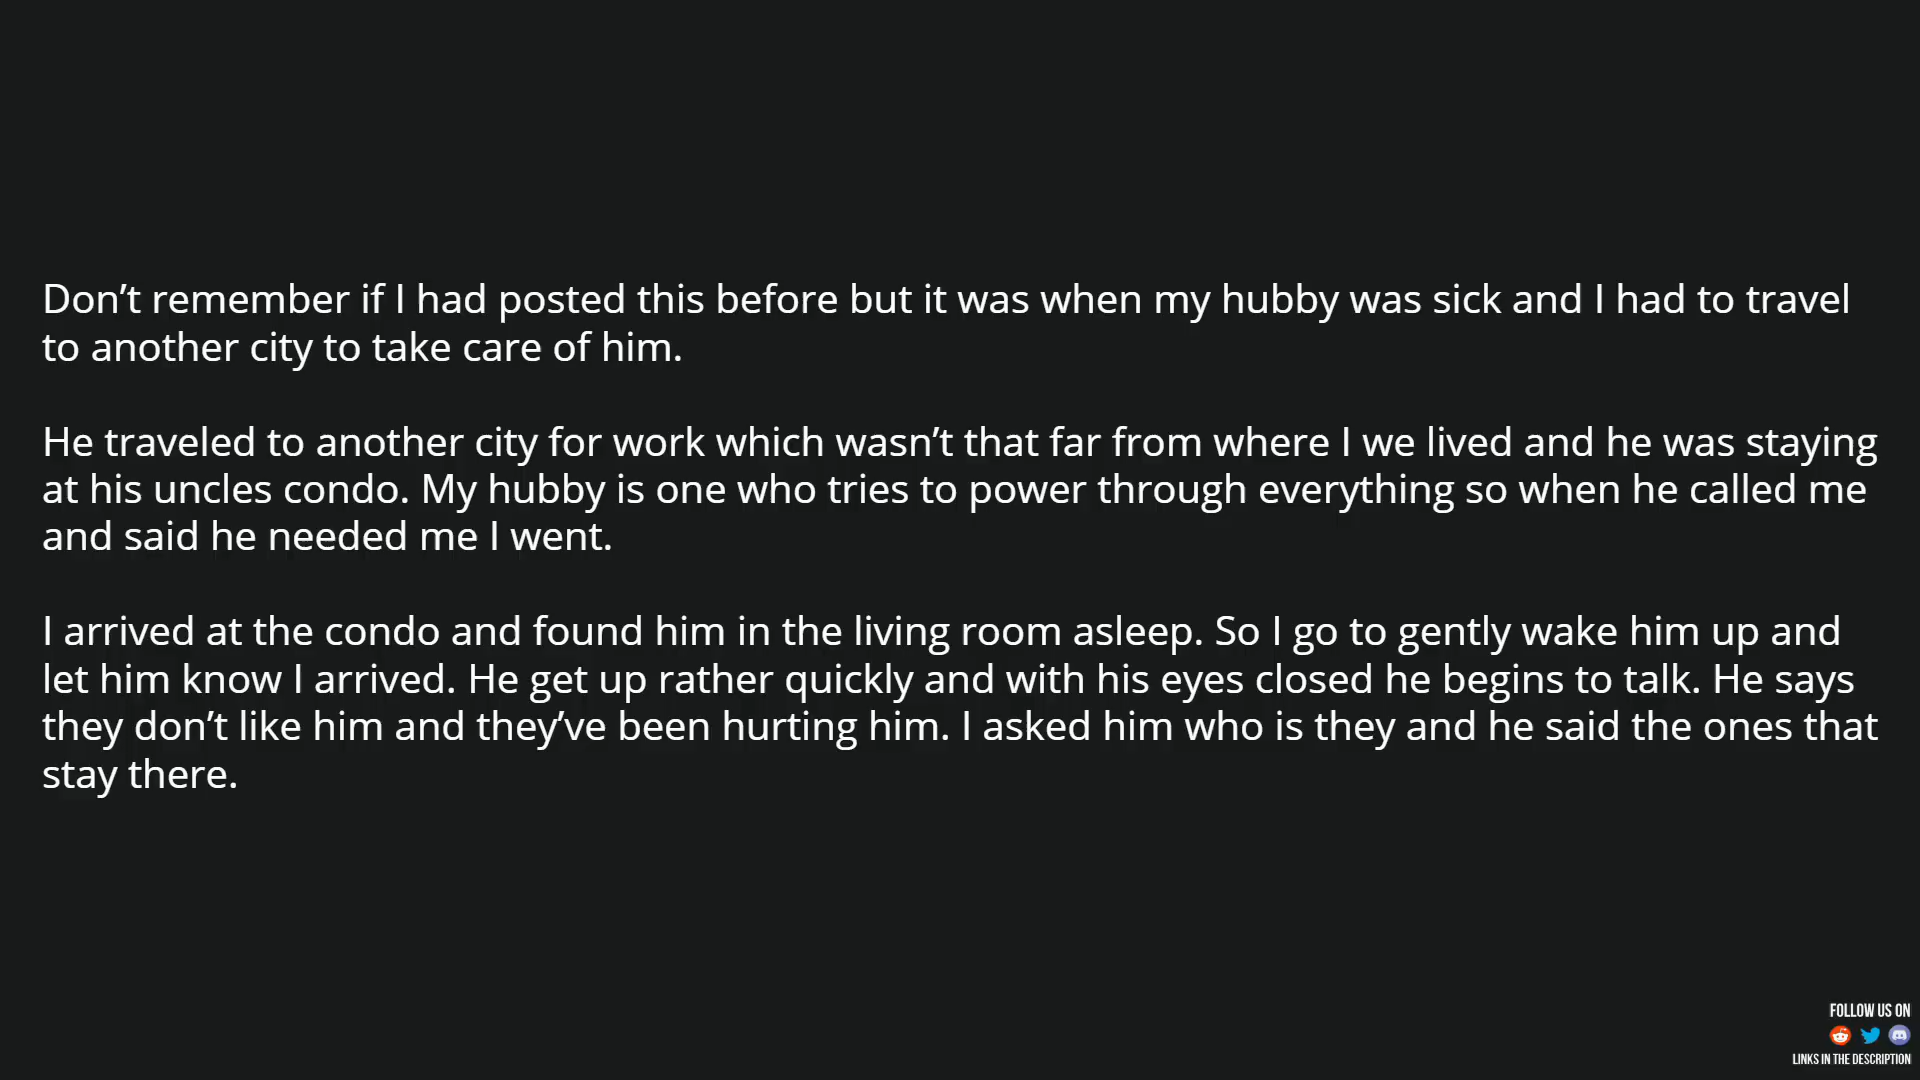 Don’t remember if I had posted this before but it was when my hubby was sick and I had to travel
to another city to take care of him.
He traveled to another city for work which wasn’t that far from where I we lived and he was staying
at his uncles condo. My hubby is one who tries to power through everything so when he called me
and said he needed me I went.
I arrived at the condo and found him in the living room asleep. So I go to gently wake him up and
let him know I arrived. He get up rather quickly and with his eyes closed he begins to talk. He says
they don’t like him and they’ve been hurting him. I asked him who is they and he said the ones that
stay there.
FOLLOW US ON
LINKS IN THE DESCRIPTION